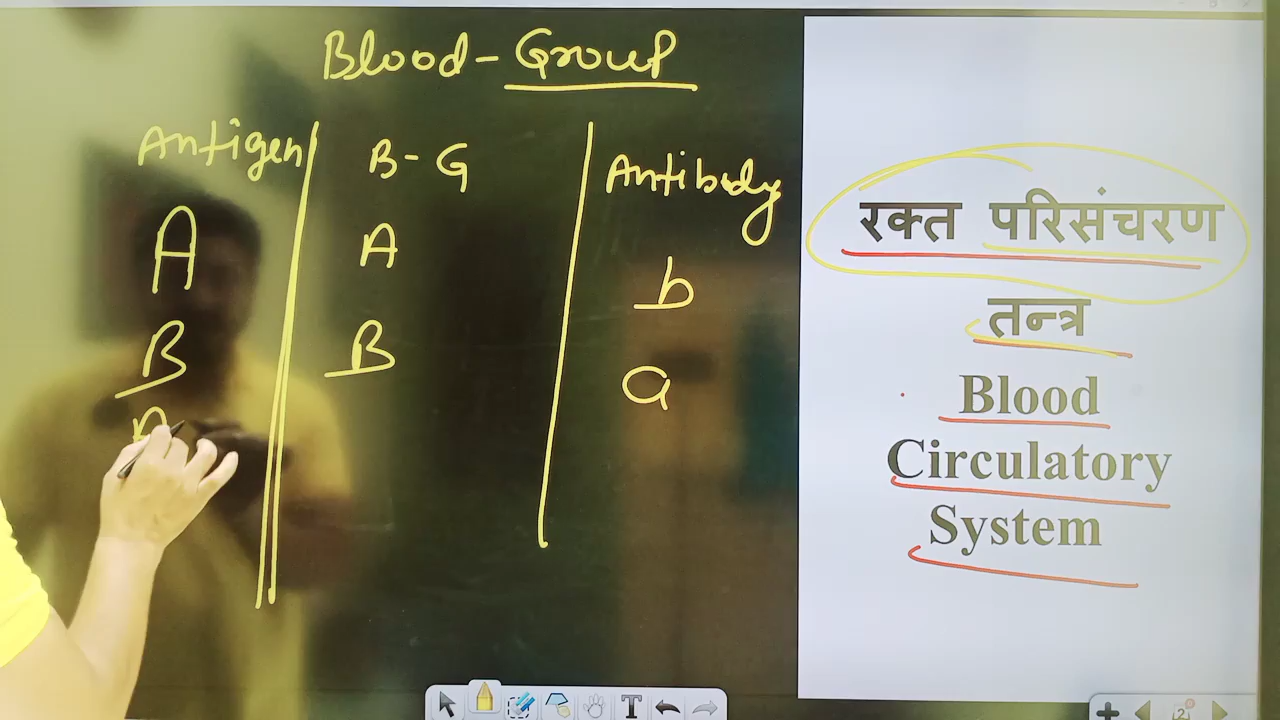 Blood - Group
Antigen B - G Antibody
A A b
B B a
A
रक्त परिसंचरण
तन्त्र
Blood
Circulatory
System
T